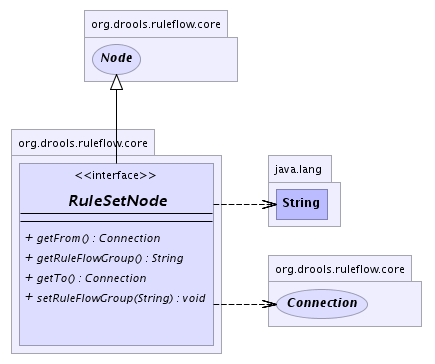 org.drools.ruleflow.core
Node
org.drools.ruleflow.core
<<interface>>
RuleSetNode
+ getFrom() : Connection
+ getRuleFlowGroup() : String
+ getTo() : Connection
+ setRuleFlowGroup(String) : void
java.lang
String
org.drools.ruleflow.core
Connection